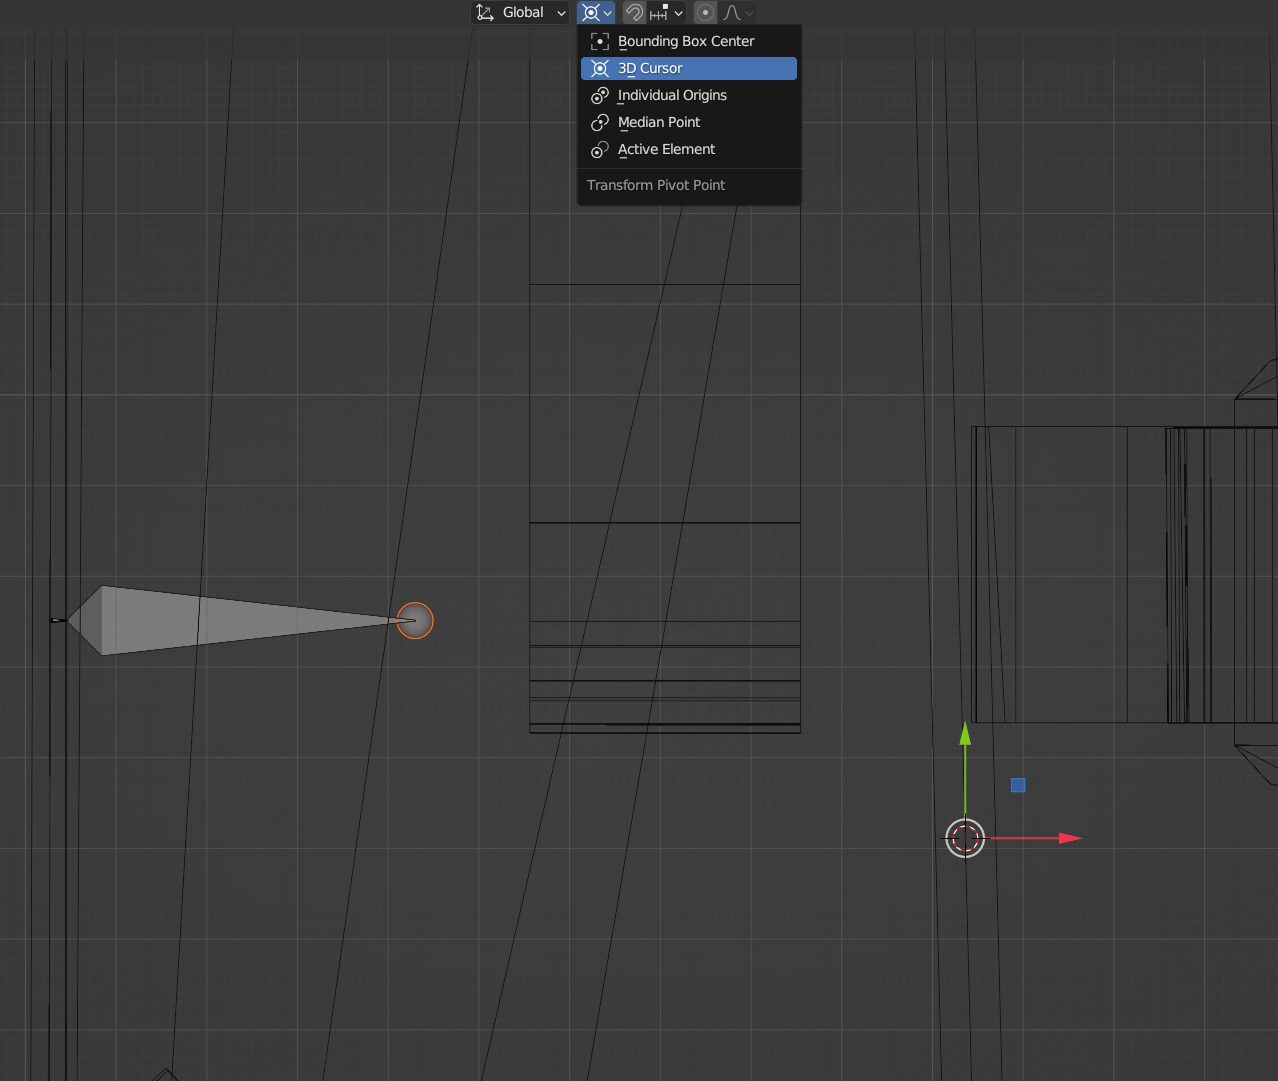 Global
Bounding Box Center
3D Cursor
Individual Origins
Median Point
Active Element
Transform Pivot Point